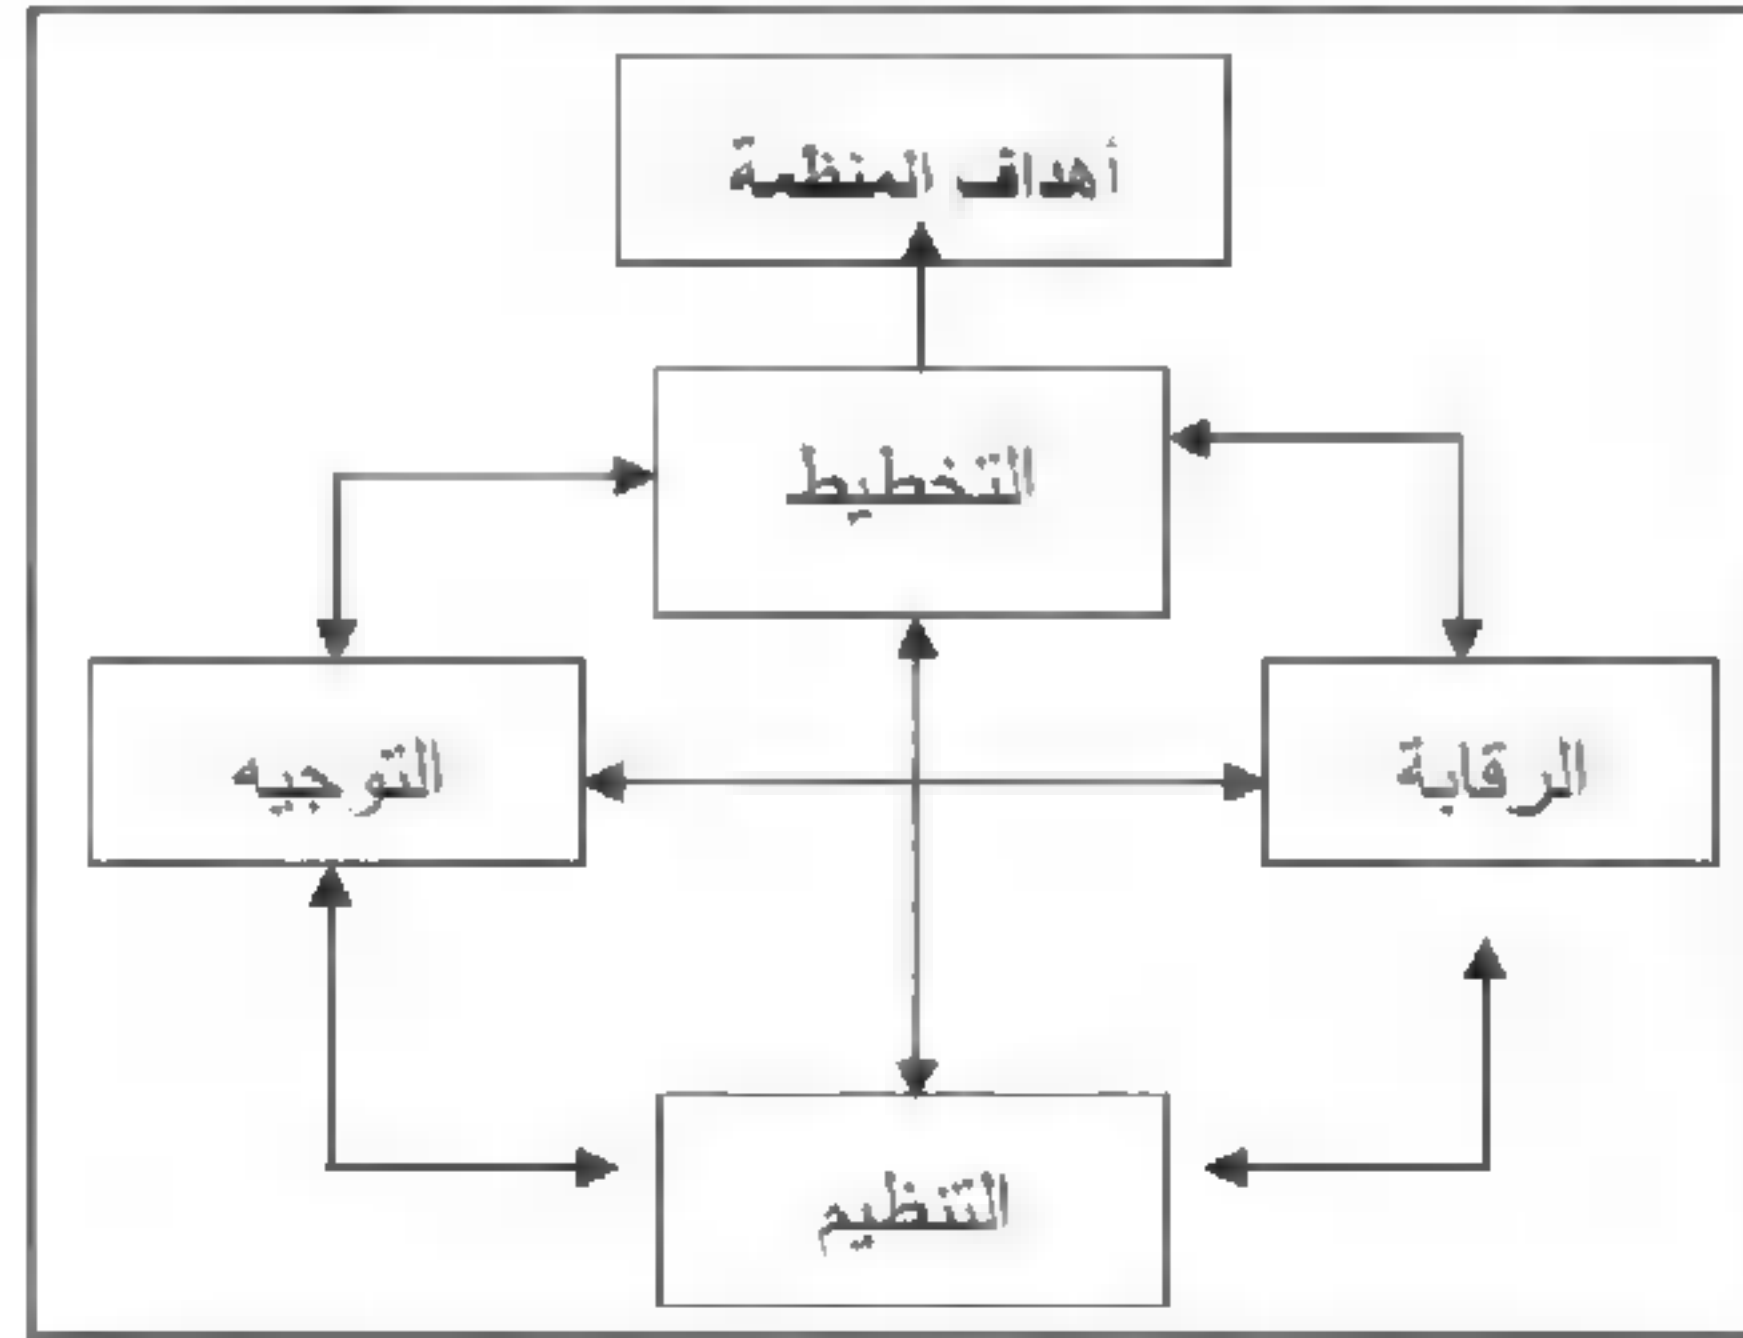 أهداف المنظمة
التخطيط
الرقابة
التوجيه
التنظيم